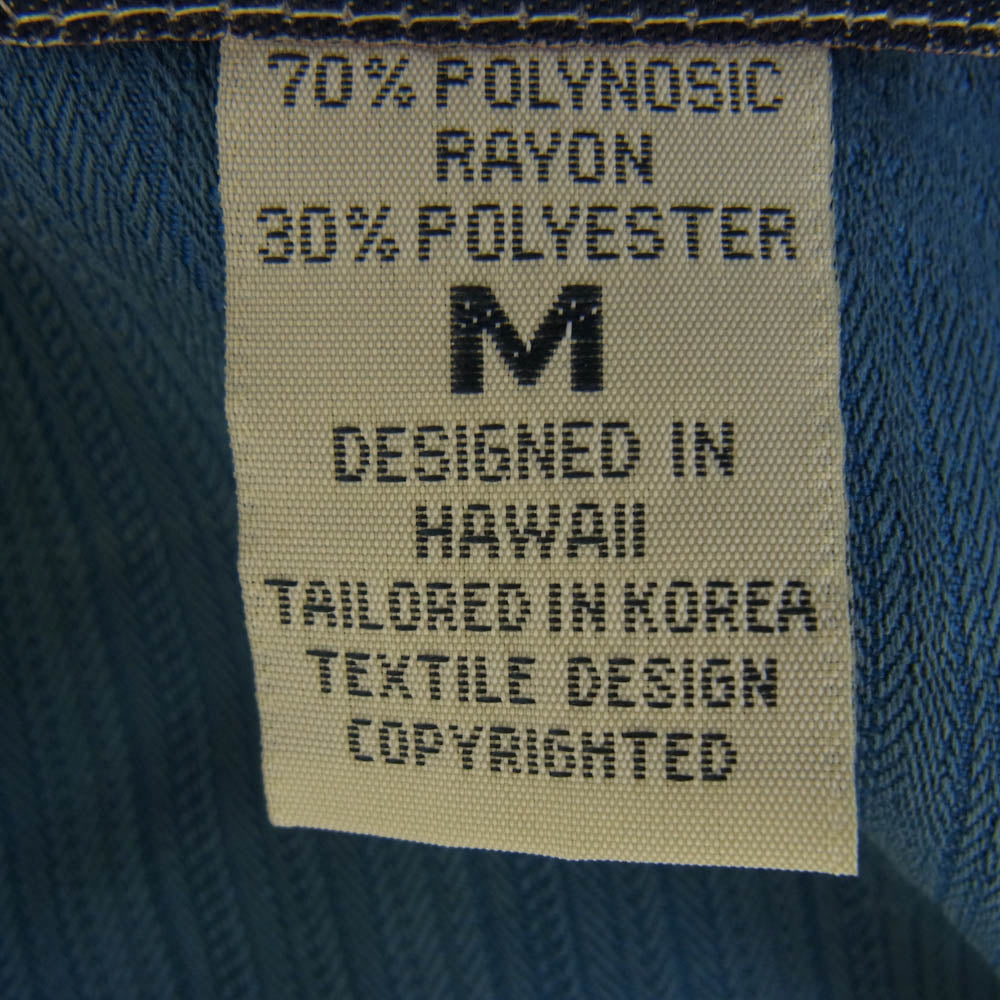 70% POLYNOSIC
RAYON
30% POLYESTER
M
DESIGNED IN
HAWAII
TAILORED IN KOREA
TEXTILE DESIGN
COPYRIGHTED